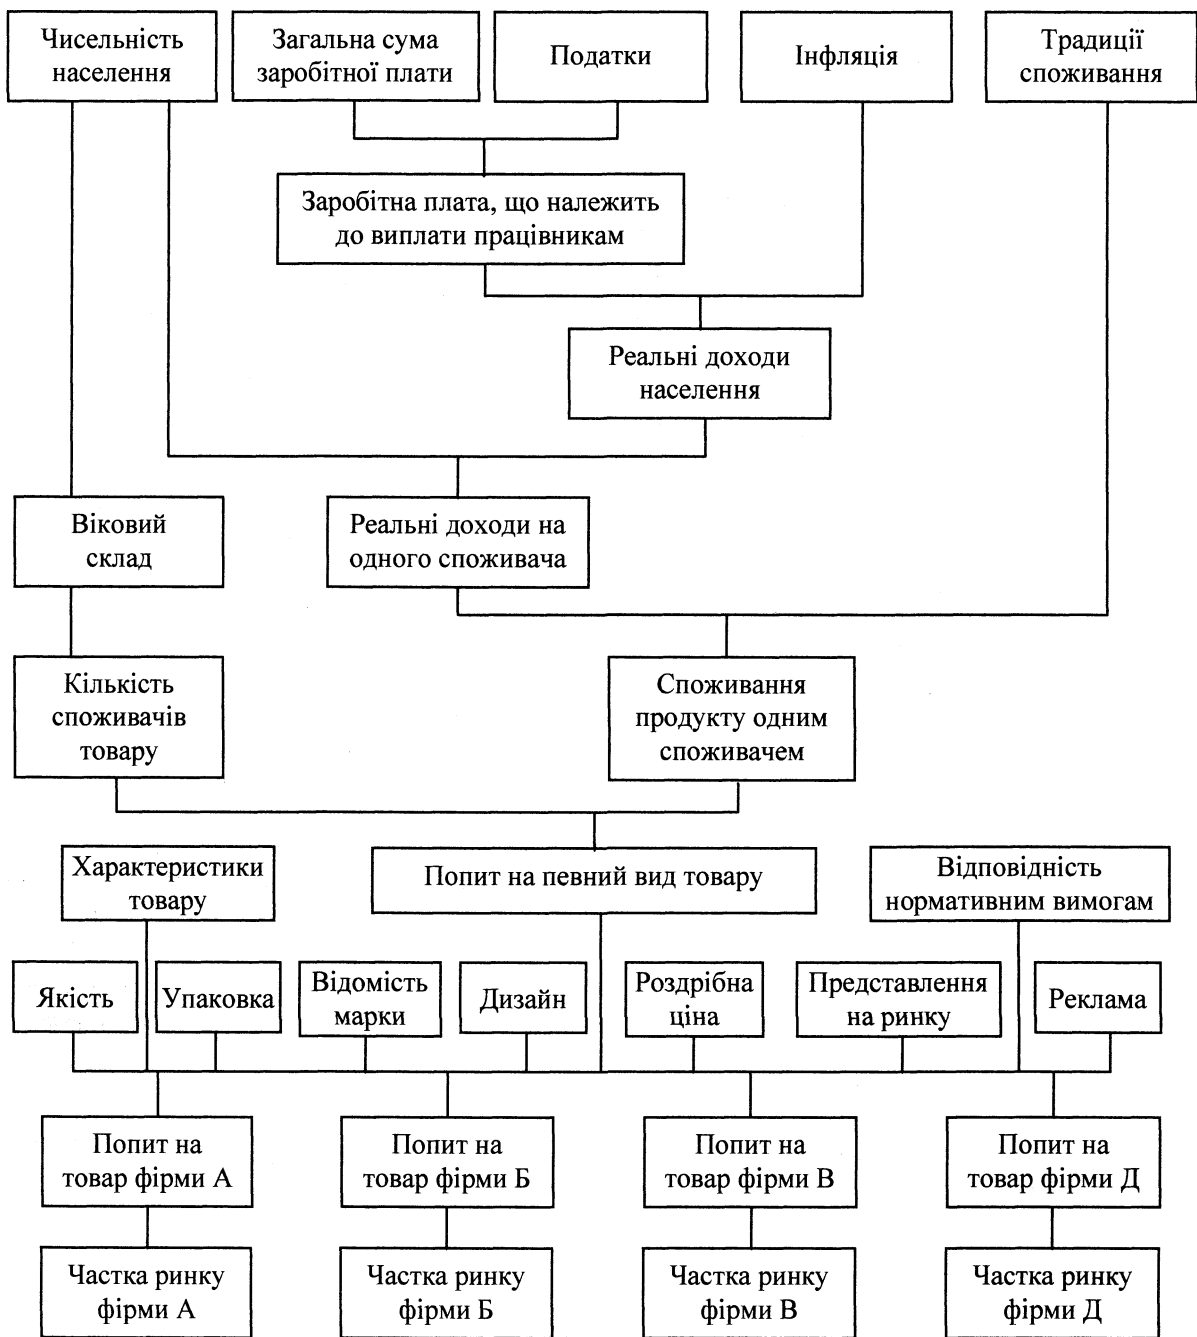 Чисельність
населення
Загальна сума
заробітної плати
Податки
Інфляція
Традиції
споживання
Заробітна плата, що належить
до виплати працівникам
Реальні доходи
населення
Віковий
склад
Реальні доходи на
одного споживача
Кількість
споживачів
товару
Споживання
продукту одним
споживачем
Характеристики
товару
Попит на певний вид товару
Відповідність
нормативним вимогам
Якість
Упаковка
Відомість
марки
Дизайн
Роздрібна
ціна
Представлення
на ринку
Реклама
Попит на
товар фірми А
Попит на
товар фірми Б
Попит на
товар фірми В
Попит на
товар фірми Д
Частка ринку
фірми А
Частка ринку
фірми Б
Частка ринку
фірми В
Частка ринку
фірми Д